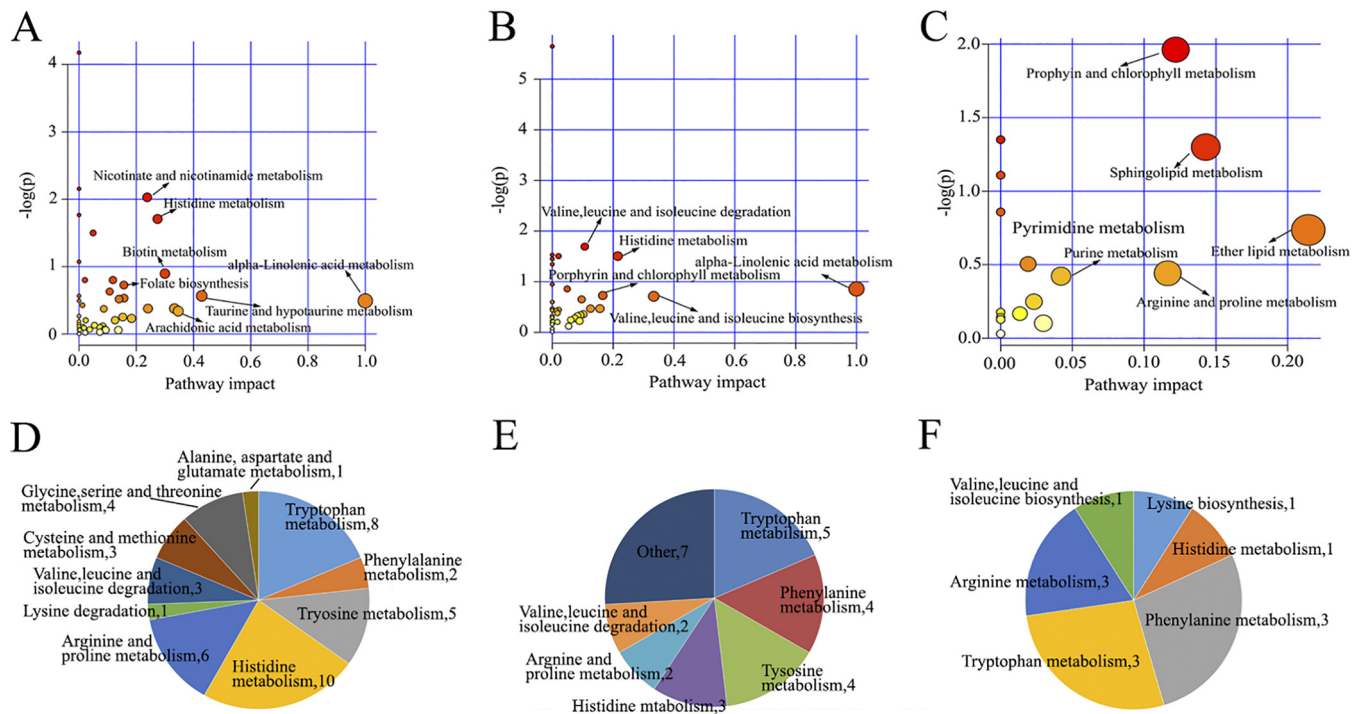 A
4
3
2
1
0
-log(p)
Nicotinate and nicotinamide metabolism
Histidine metabolism
Biotin metabolism
alpha-Linolenic acid metabolism
Folate biosynthesis
Taurine and hypotaurine metabolism
Arachidonic acid metabolism
0.0
0.2
0.4
0.6
0.8
1.0
Pathway impact
B
5
4
3
2
1
0
-log(p)
Valine,leucine and isoleucine degradation
Histidine metabolism
alpha-Linolenic acid metabolism
Porphyrin and chlorophyll metabolism
Valine,leucine and isoleucine biosynthesis
0.0
0.2
0.4
0.6
0.8
1.0
Pathway impact
C
2.0
1.5
1.0
0.5
0.0
-log(p)
Prophyin and chlorophyll metabolism
Sphingolipid metabolism
Pyrimidine metabolism
Purine metabolism
Ether lipid metabolism
Arginine and proline metabolism
0.00
0.05
0.10
0.15
0.20
Pathway impact
D
Alanine, aspartate and
glutamate metabolism,1
Glycine,serine and threonine
metabolism,4
Tryptophan
metabolism,8
Cysteine and methionine
metabolism,3
Phenylalanine
metabolism,2
Valine,leucine and
isoleucine degradation,3
Lysine degradation,1
Tryosine metabolism,5
Arginine and
proline metabolism,6
Histidine
metabolism,10
E
Other,7
Tryptophan
metabilsim,5
Phenylanine
metabolism,4
Valine,leucine and
isoleucine degradation,2
Argnine and
proline metabolism,2
Tysosine
metabolism,4
Histidine mtabolism,3
F
Valine,leucine and
isoleucine biosynthesis,1
Lysine biosynthesis,1
Histidine metabolism,1
Arginine metabolism,3
Phenylanine metabolism,3
Tryptophan metabolism,3